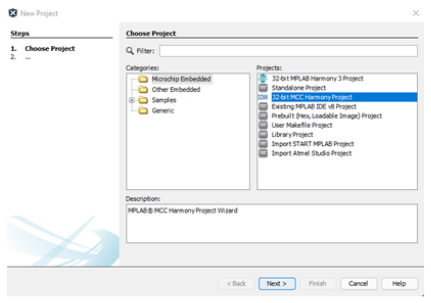 New Project
Steps
1. Choose Project
2. ...
Choose Project
Filter:
Categories:
Microchip Embedded
Other Embedded
Samples
Generic
Projects:
32-bit MPLAB Harmony 3 Project
Standalone Project
32-bit MCC Harmony Project
Existing MPLAB IDE v8 Project
Prebuilt (Hex, Loadable Image) Project
User Makefile Project
Library Project
Import START MPLAB Project
Import Atmel Studio Project
Description:
MPLAB® MCC Harmony Project Wizard
< Back Next > Finish Cancel Help